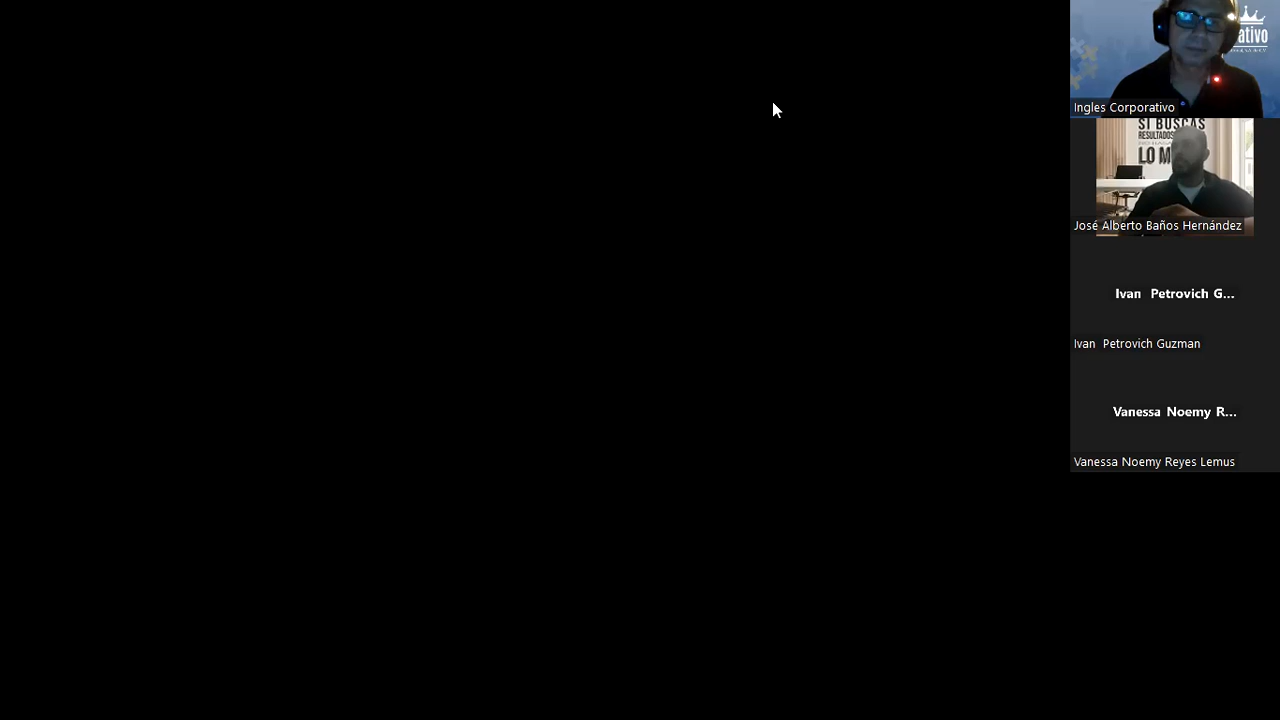 ativo
Ingles Corporativo
SI BUSCAS
RESULTADOS
LO M
José Alberto Baños Hernández
Ivan Petrovich G...
Ivan Petrovich Guzman
Vanessa Noemy R...
Vanessa Noemy Reyes Lemus